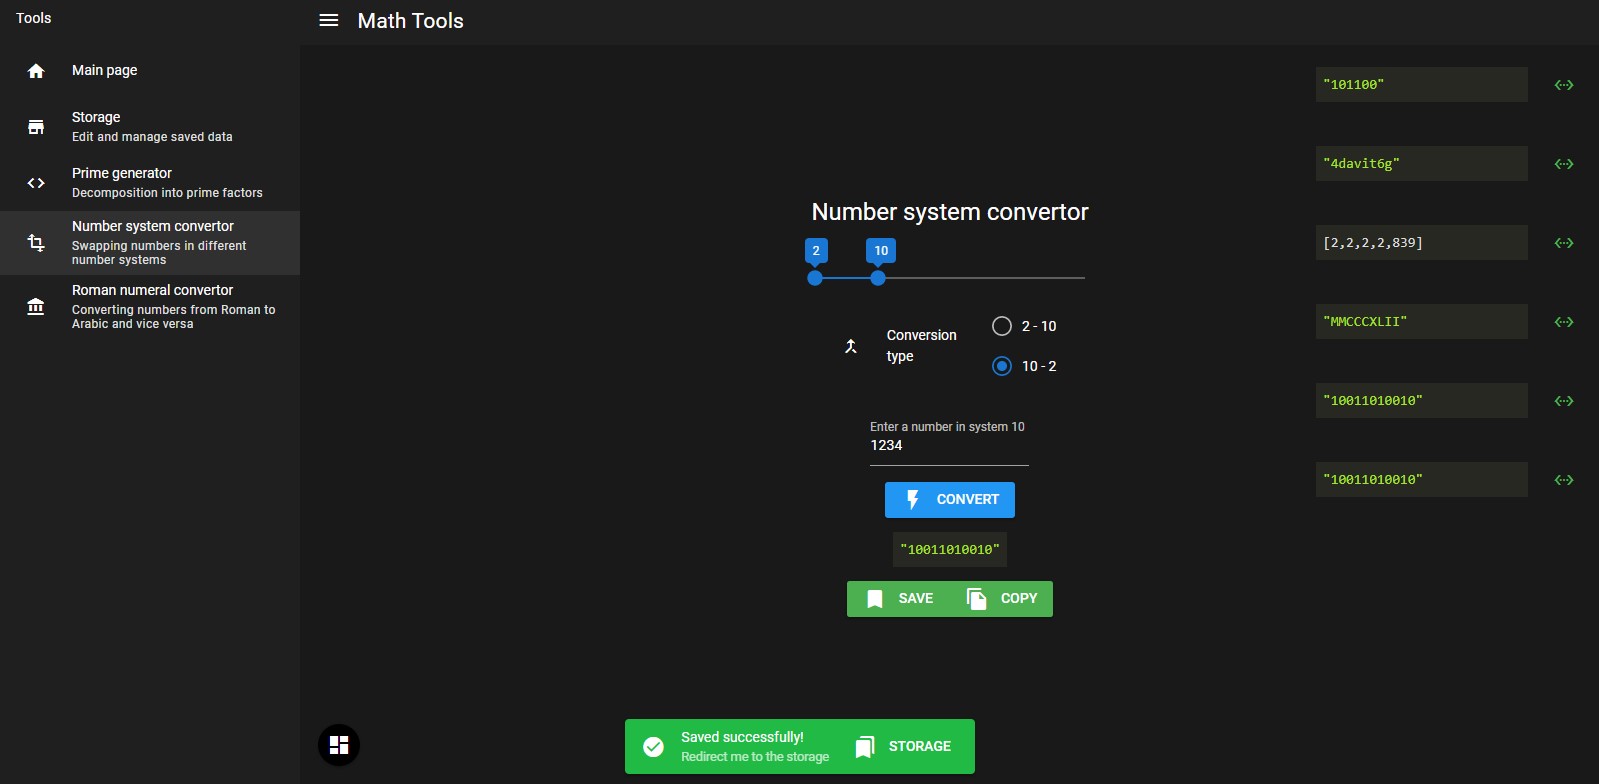 Tools
Main page
Storage
Edit and manage saved data
Prime generator
Decomposition into prime factors
Number system convertor
Swapping numbers in different
number systems
Roman numeral convertor
Converting numbers from Roman to
Arabic and vice versa
Math Tools
Number system convertor
2
10
Conversion
type
2 - 10
10 - 2
Enter a number in system 10
1234
CONVERT
"10011010010"
SAVE
COPY
"101100"
"4davit6g"
[2,2,2,2,839]
"MMCCCXLII"
"10011010010"
"10011010010"
Saved successfully!
Redirect me to the storage
STORAGE